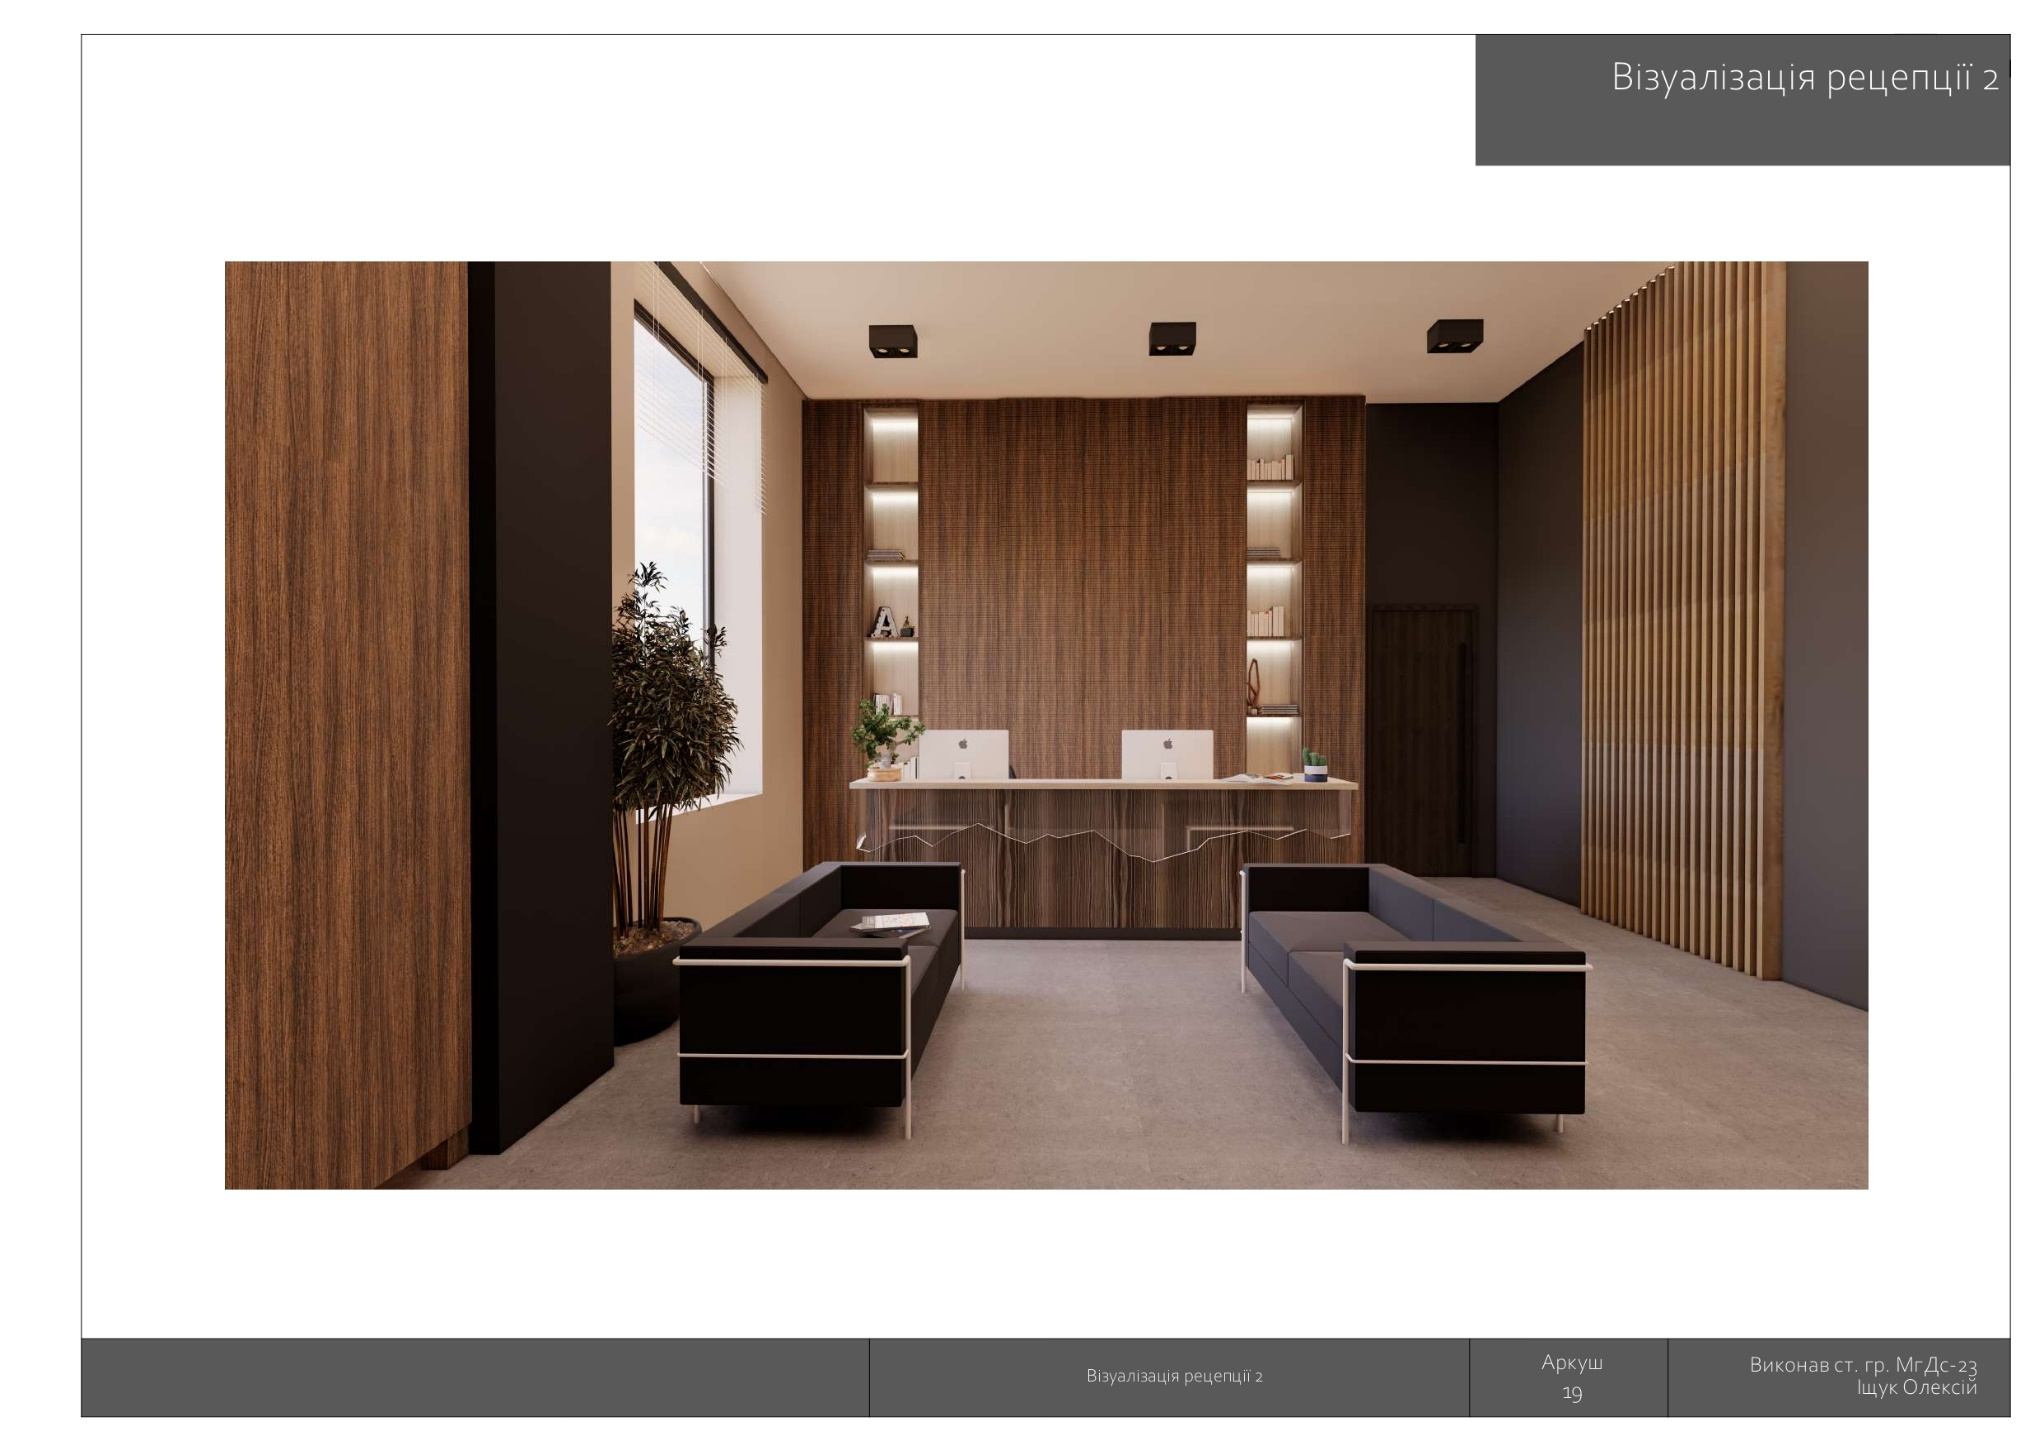 Візуалізація рецепції 2
A
Візуалізація рецепції 2
Аркуш
19
Виконав ст. гр. МгДс-23
Іщук Олексій